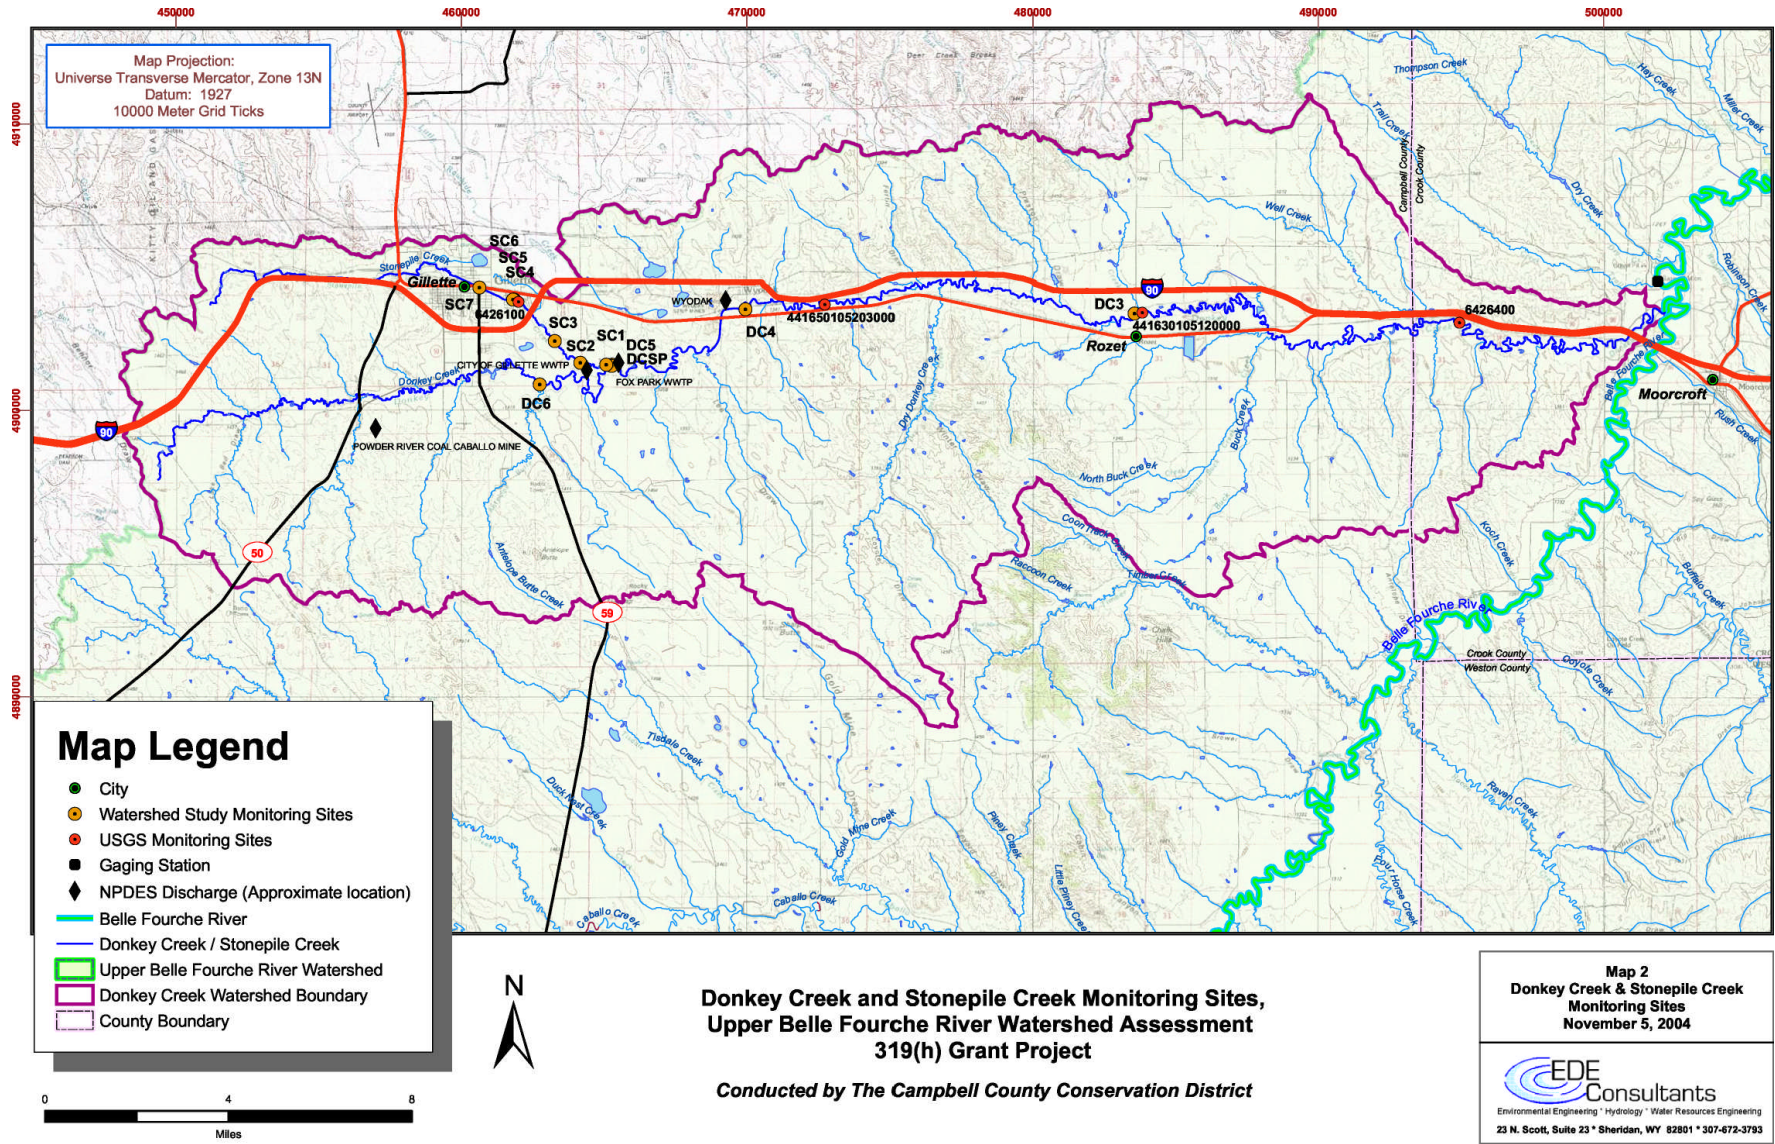 450000
460000
470000
480000
490000
500000
4910000
4900000
4890000
Map Projection:
Universe Transverse Mercator, Zone 13N
Datum: 1927
10000 Meter Grid Ticks
Thompson Creek
Hay Creek
Miller Creek
Trail Creek
Campbell County
Crook County
Dry Creek
Well Creek
Robinson Creek
SC6
SC5
SC4
Stonepile Creek
Gillette
SC7
6426100
WYODAK
DC4
441650105203000
DC3
90
441630105120000
Rozet
6426400
SC3
SC2
SC1
DC5
DCSP
CITY OF GILLETTE WWTP
FOX PARK WWTP
Donkey Creek
DC6
90
POWDER RIVER COAL CABALLO MINE
Dry Donkey Creek
Buck Creek
North Buck Creek
Belle Fourche River
Moorcroft
Rush Creek
50
59
Antelope Butte Creek
Coon Track Creek
Raccoon Creek
Timber Creek
Koch Creek
Buffalo Creek
Belle Fourche River
Crook County
Weston County
Coyote Creek
Tisdale Creek
Duck Nest Creek
Gold Mine Creek
Piney Creek
Little Piney Creek
Raven Creek
Four Horse Creek
Caballo Creek
Caballo Creek
Map Legend
City
Watershed Study Monitoring Sites
USGS Monitoring Sites
Gaging Station
NPDES Discharge (Approximate location)
Belle Fourche River
Donkey Creek / Stonepile Creek
Upper Belle Fourche River Watershed
Donkey Creek Watershed Boundary
County Boundary
0 4 8
Miles
N
Donkey Creek and Stonepile Creek Monitoring Sites,
Upper Belle Fourche River Watershed Assessment
319(h) Grant Project
Conducted by The Campbell County Conservation District
Map 2
Donkey Creek & Stonepile Creek
Monitoring Sites
November 5, 2004
EDE
Consultants
Environmental Engineering * Hydrology * Water Resources Engineering
23 N. Scott, Suite 23 * Sheridan, WY 82801 * 307-672-3793